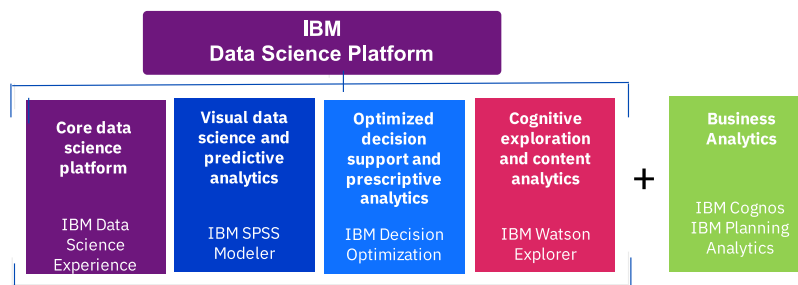 IBM
Data Science Platform
Core data
science
platform
IBM Data
Science
Experience
Visual data
science and
predictive
analytics
IBM SPSS
Modeler
Optimized
decision
support and
prescriptive
analytics
IBM Decision
Optimization
Cognitive
exploration
and content
analytics
IBM Watson
Explorer
+
Business
Analytics
IBM Cognos
IBM Planning
Analytics